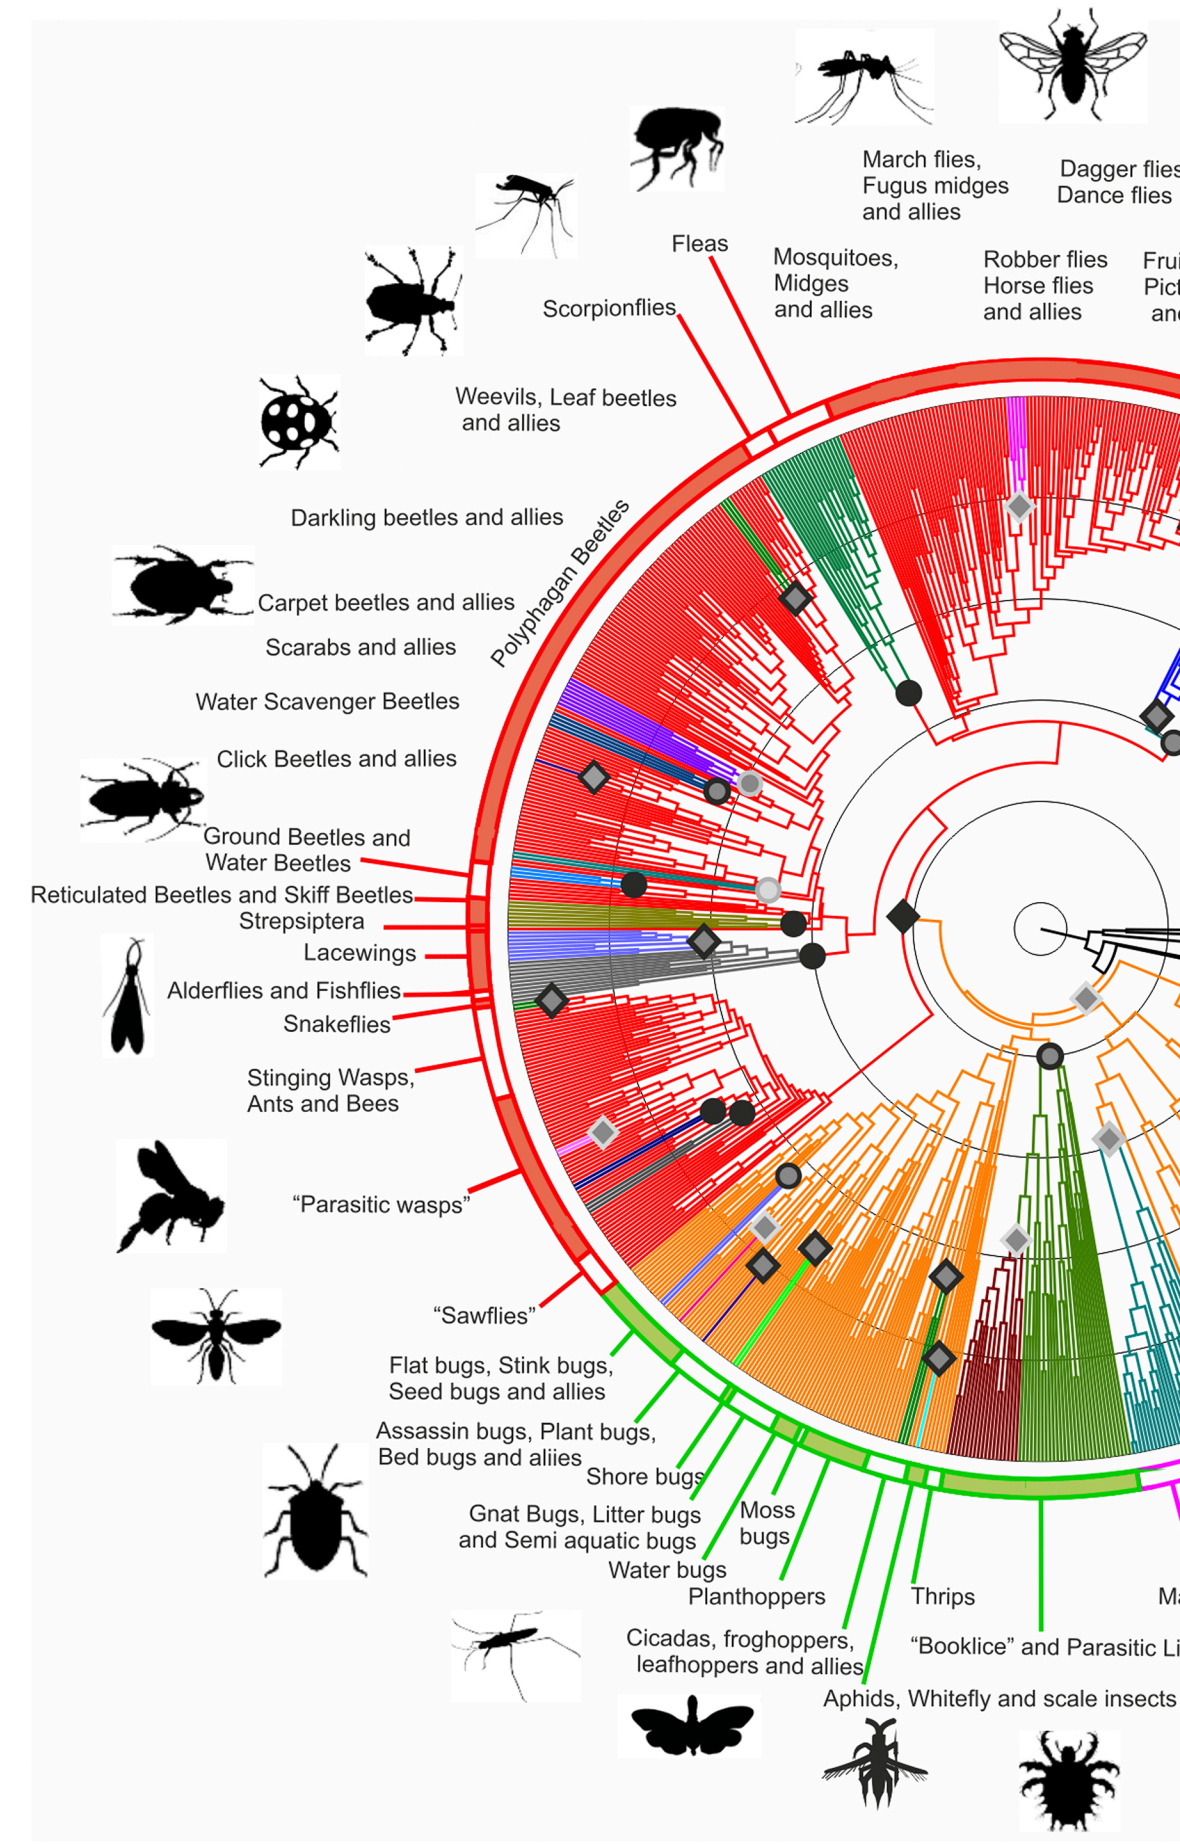 March flies,
Fugus midges
and allies
Dagger flies
Dance flies
Fleas
Mosquitoes,
Midges
and allies
Robber flies
Horse flies
and allies
Scorpionflies
Weevils, Leaf beetles
and allies
Darkling beetles and allies
Polyphagan Beetles
Carpet beetles and allies
Scarabs and allies
Water Scavenger Beetles
Click Beetles and allies
Ground Beetles and
Water Beetles
Reticulated Beetles and Skiff Beetles
Strepsiptera
Lacewings
Alderflies and Fishflies
Snakeflies
Stinging Wasps,
Ants and Bees
“Parasitic wasps”
“Sawflies”
Flat bugs, Stink bugs,
Seed bugs and allies
Assassin bugs, Plant bugs,
Bed bugs and aliies
Shore bugs
Gnat Bugs, Litter bugs
and Semi aquatic bugs
Moss
bugs
Water bugs
Planthoppers
Thrips
Cicadas, froghoppers,
leafhoppers and allies
“Booklice” and Parasitic Li
Aphids, Whitefly and scale insects